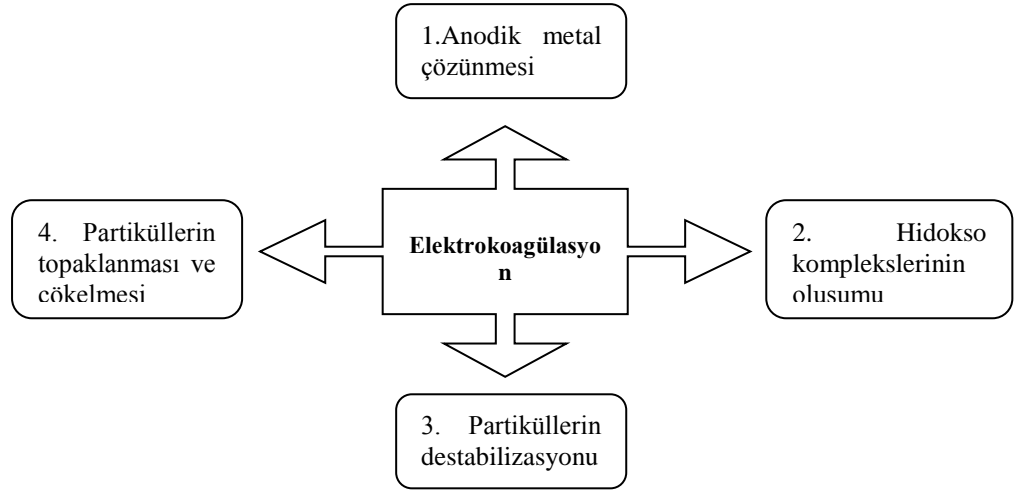 1.Anodik metal
çözünmesi
4. Partiküllerin
topaklanması ve
çökelmesi
Elektrokoagülasyo
n
2. Hidokso
komplekslerinin
oluşumu
3. Partiküllerin
destabilizasyonu